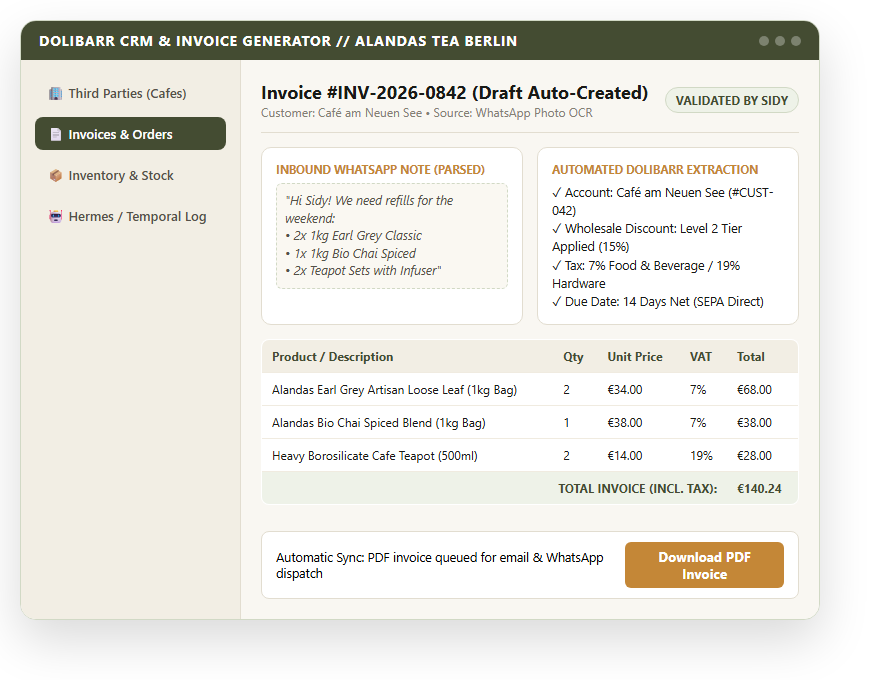 DOLIBARR CRM & INVOICE GENERATOR // ALANDAS TEA BERLIN
Third Parties (Cafes)
Invoices & Orders
Inventory & Stock
Hermes / Temporal Log
Invoice #INV-2026-0842 (Draft Auto-Created)
Customer: Café am Neuen See • Source: WhatsApp Photo OCR
VALIDATED BY SIDY
INBOUND WHATSAPP NOTE (PARSED)
"Hi Sidy! We need refills for the
weekend:
• 2x 1kg Earl Grey Classic
• 1x 1kg Bio Chai Spiced
• 2x Teapot Sets with Infuser"
AUTOMATED DOLIBARR EXTRACTION
✓ Account: Café am Neuen See (#CUST-
042)
✓ Wholesale Discount: Level 2 Tier
Applied (15%)
✓ Tax: 7% Food & Beverage / 19%
Hardware
✓ Due Date: 14 Days Net (SEPA Direct)
Product / Description Qty Unit Price VAT Total
Alandas Earl Grey Artisan Loose Leaf (1kg Bag) 2 €34.00 7% €68.00
Alandas Bio Chai Spiced Blend (1kg Bag) 1 €38.00 7% €38.00
Heavy Borosilicate Cafe Teapot (500ml) 2 €14.00 19% €28.00
TOTAL INVOICE (INCL. TAX): €140.24
Automatic Sync: PDF invoice queued for email & WhatsApp
dispatch
Download PDF
Invoice